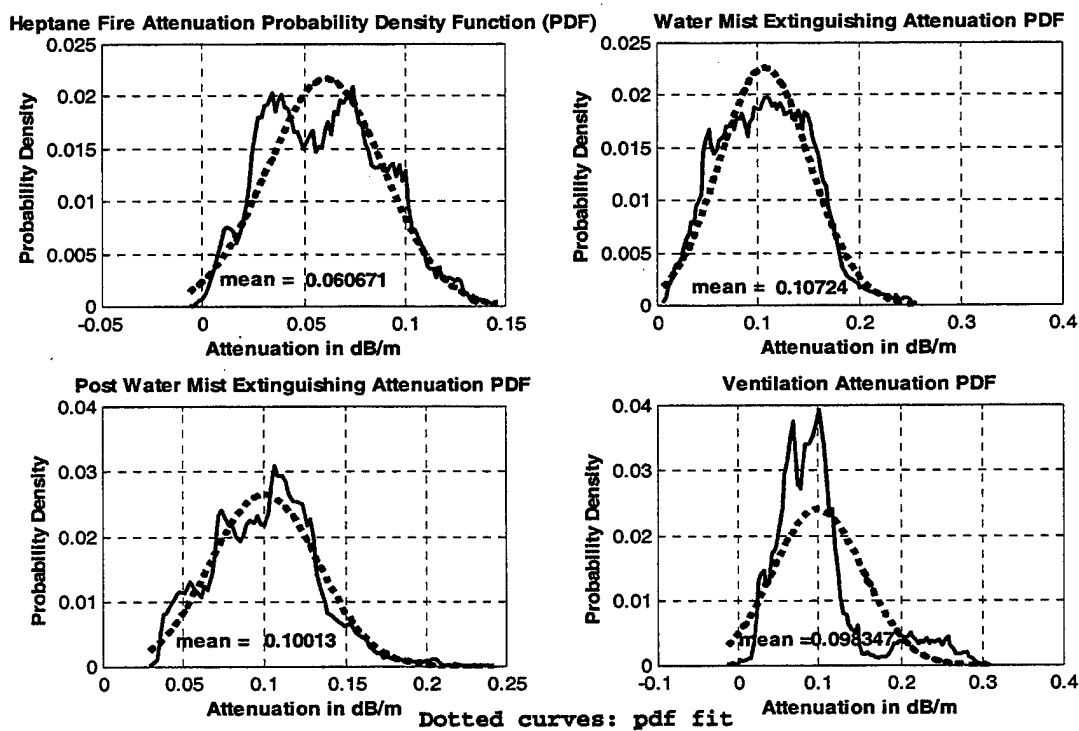 Heptane Fire Attenuation Probability Density Function (PDF)
0.025
0.02
0.015
0.01
0.005
0
Probability Density
mean = 0.060671
-0.05
0
0.05
0.1
0.15
Attenuation in dB/m
Water Mist Extinguishing Attenuation PDF
0.025
0.02
0.015
0.01
0.005
0
Probability Density
mean = 0.10724
0
0.1
0.2
0.3
0.4
Attenuation in dB/m
Post Water Mist Extinguishing Attenuation PDF
0.04
0.03
0.02
0.01
0
Probability Density
mean = 0.10013
0
0.05
0.1
0.15
0.2
0.25
Attenuation in dB/m
Ventilation Attenuation PDF
0.04
0.03
0.02
0.01
0
Probability Density
mean =0.098347
-0.1
0
0.1
0.2
0.3
0.4
Attenuation in dB/m
Dotted curves: pdf fit